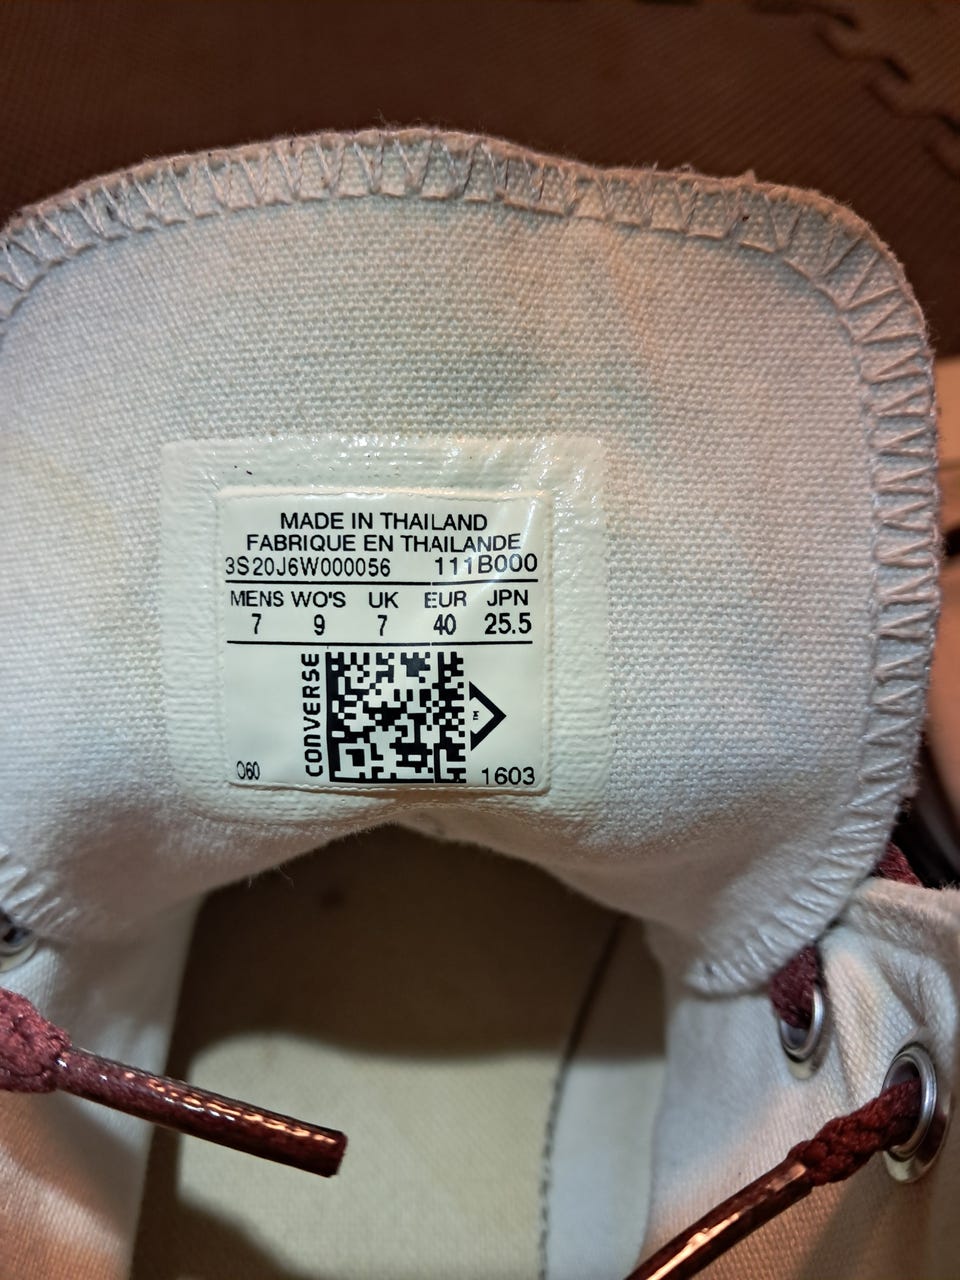 MADE IN THAILAND
FABRIQUE EN THAILANDE
3S20J6W000056 111B000
MENS WO'S UK EUR JPN
7 9 7 40 25.5
CONVERSE
O60 1603